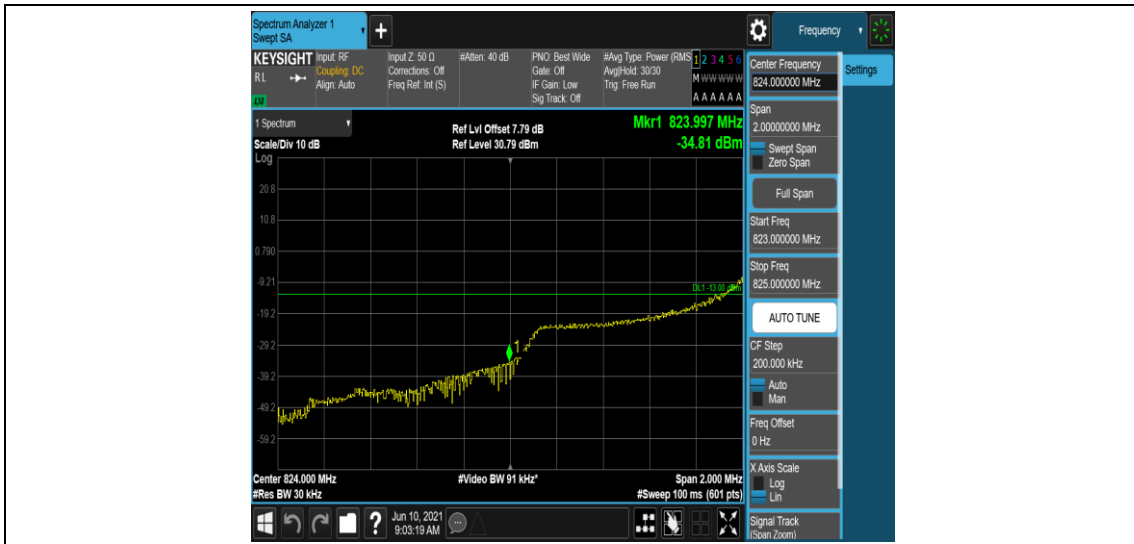 Spectrum Analyzer 1
Swept SA
+
Frequency
KEYSIGHT
RL
LXI
Input: RF
Coupling: DC
Align: Auto
Input Z: 50 Ω
Corrections: Off
Freq Ref: Int (S)
#Atten: 40 dB
PNO: Best Wide
Gate: Off
IF Gain: Low
Sig Track: Off
#Avg Type: Power (RMS
Avg|Hold: 30/30
Trig: Free Run
1 2 3 4 5 6
M W W W W W
A A A A A A
Center Frequency
824.000000 MHz
Settings
1 Spectrum
Scale/Div 10 dB
Log
Ref Lvl Offset 7.79 dB
Ref Level 30.79 dBm
Mkr1 823.997 MHz
-34.81 dBm
20.8
10.8
0.790
-9.21
-19.2
-29.2
-39.2
-49.2
-59.2
DL1 -13.00 dBm
1
Span
2.00000000 MHz
Swept Span
Zero Span
Full Span
Start Freq
823.000000 MHz
Stop Freq
825.000000 MHz
AUTO TUNE
CF Step
200.000 kHz
Auto
Man
Freq Offset
0 Hz
X Axis Scale
Log
Lin
Signal Track
(Span Zoom)
Center 824.000 MHz
#Video BW 91 kHz*
Span 2.000 MHz
#Res BW 30 kHz
#Sweep 100 ms (601 pts)
?
Jun 10, 2021
9:03:19 AM